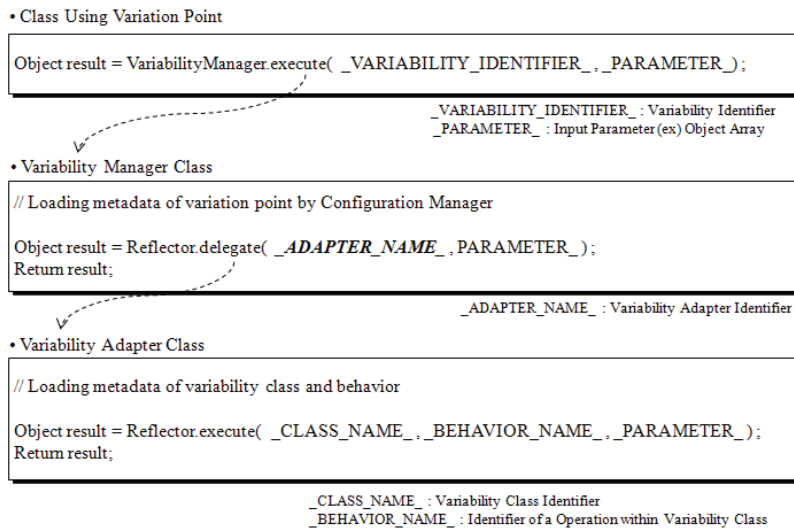 • Class Using Variation Point
Object result = VariabilityManager.execute( _VARIABILITY_IDENTIFIER_ , _PARAMETER_ ) ;
_VARIABILITY_IDENTIFIER_ : Variability Identifier
_PARAMETER_ : Input Parameter (ex) Object Array
• Variability Manager Class
// Loading metadata of variation point by Configuration Manager
Object result = Reflector.delegate( _ADAPTER_NAME_ , PARAMETER_ ) ;
Return result;
_ADAPTER_NAME_ : Variability Adapter Identifier
• Variability Adapter Class
// Loading metadata of variability class and behavior
Object result = Reflector.execute( _CLASS_NAME_ , _BEHAVIOR_NAME_ , _PARAMETER_ ) ;
Return result;
_CLASS_NAME_ : Variability Class Identifier
_BEHAVIOR_NAME_ : Identifier of a Operation within Variability Class